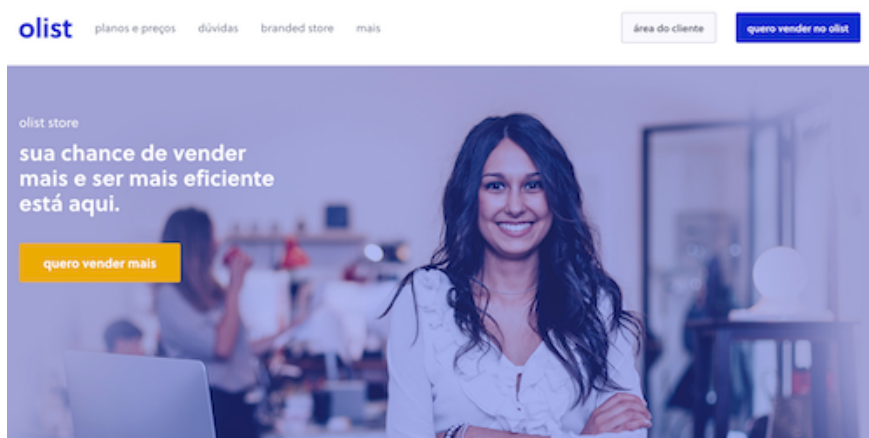 olist
planos e preços
dúvidas
branded store
mais
área do cliente
quero vender no olist
olist store
sua chance de vender
mais e ser mais eficiente
está aqui.
quero vender mais